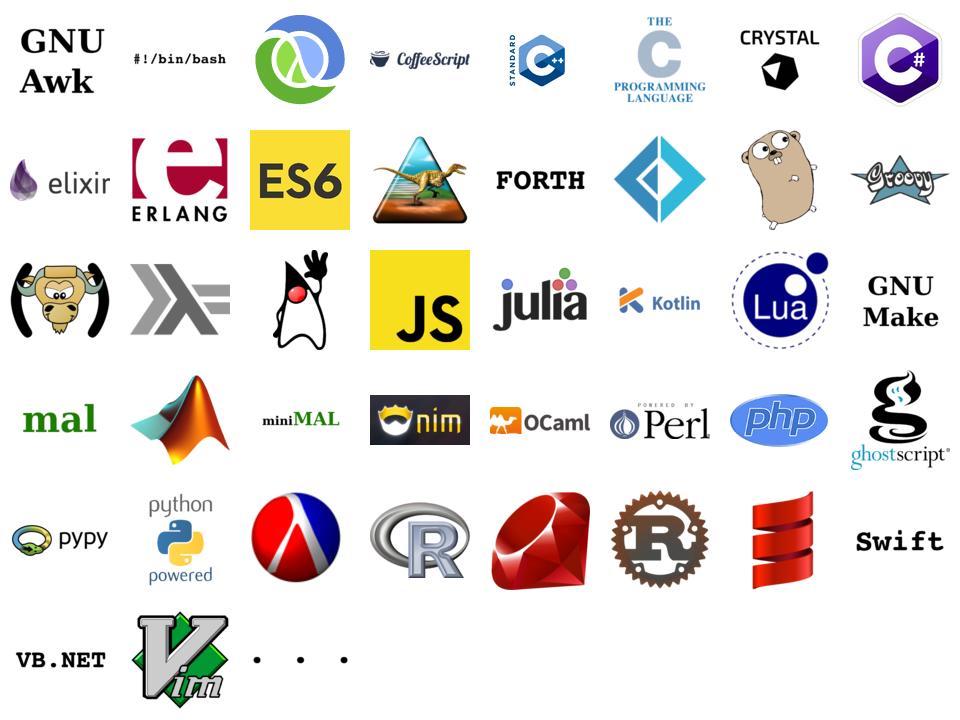 GNU
Awk
#!/bin/bash
CoffeeScript
STANDARD
C++
THE
C
PROGRAMMING
LANGUAGE
CRYSTAL
C#
elixir
e
ERLANG
ES6
FORTH
Groovy
JS
julia
Kotlin
Lua
GNU
Make
mal
miniMAL
nim
OCaml
POWERED BY
Perl
php
g
ghostscript®
PYPY
python
powered
R
R
Swift
VB.NET
Vim
. . .